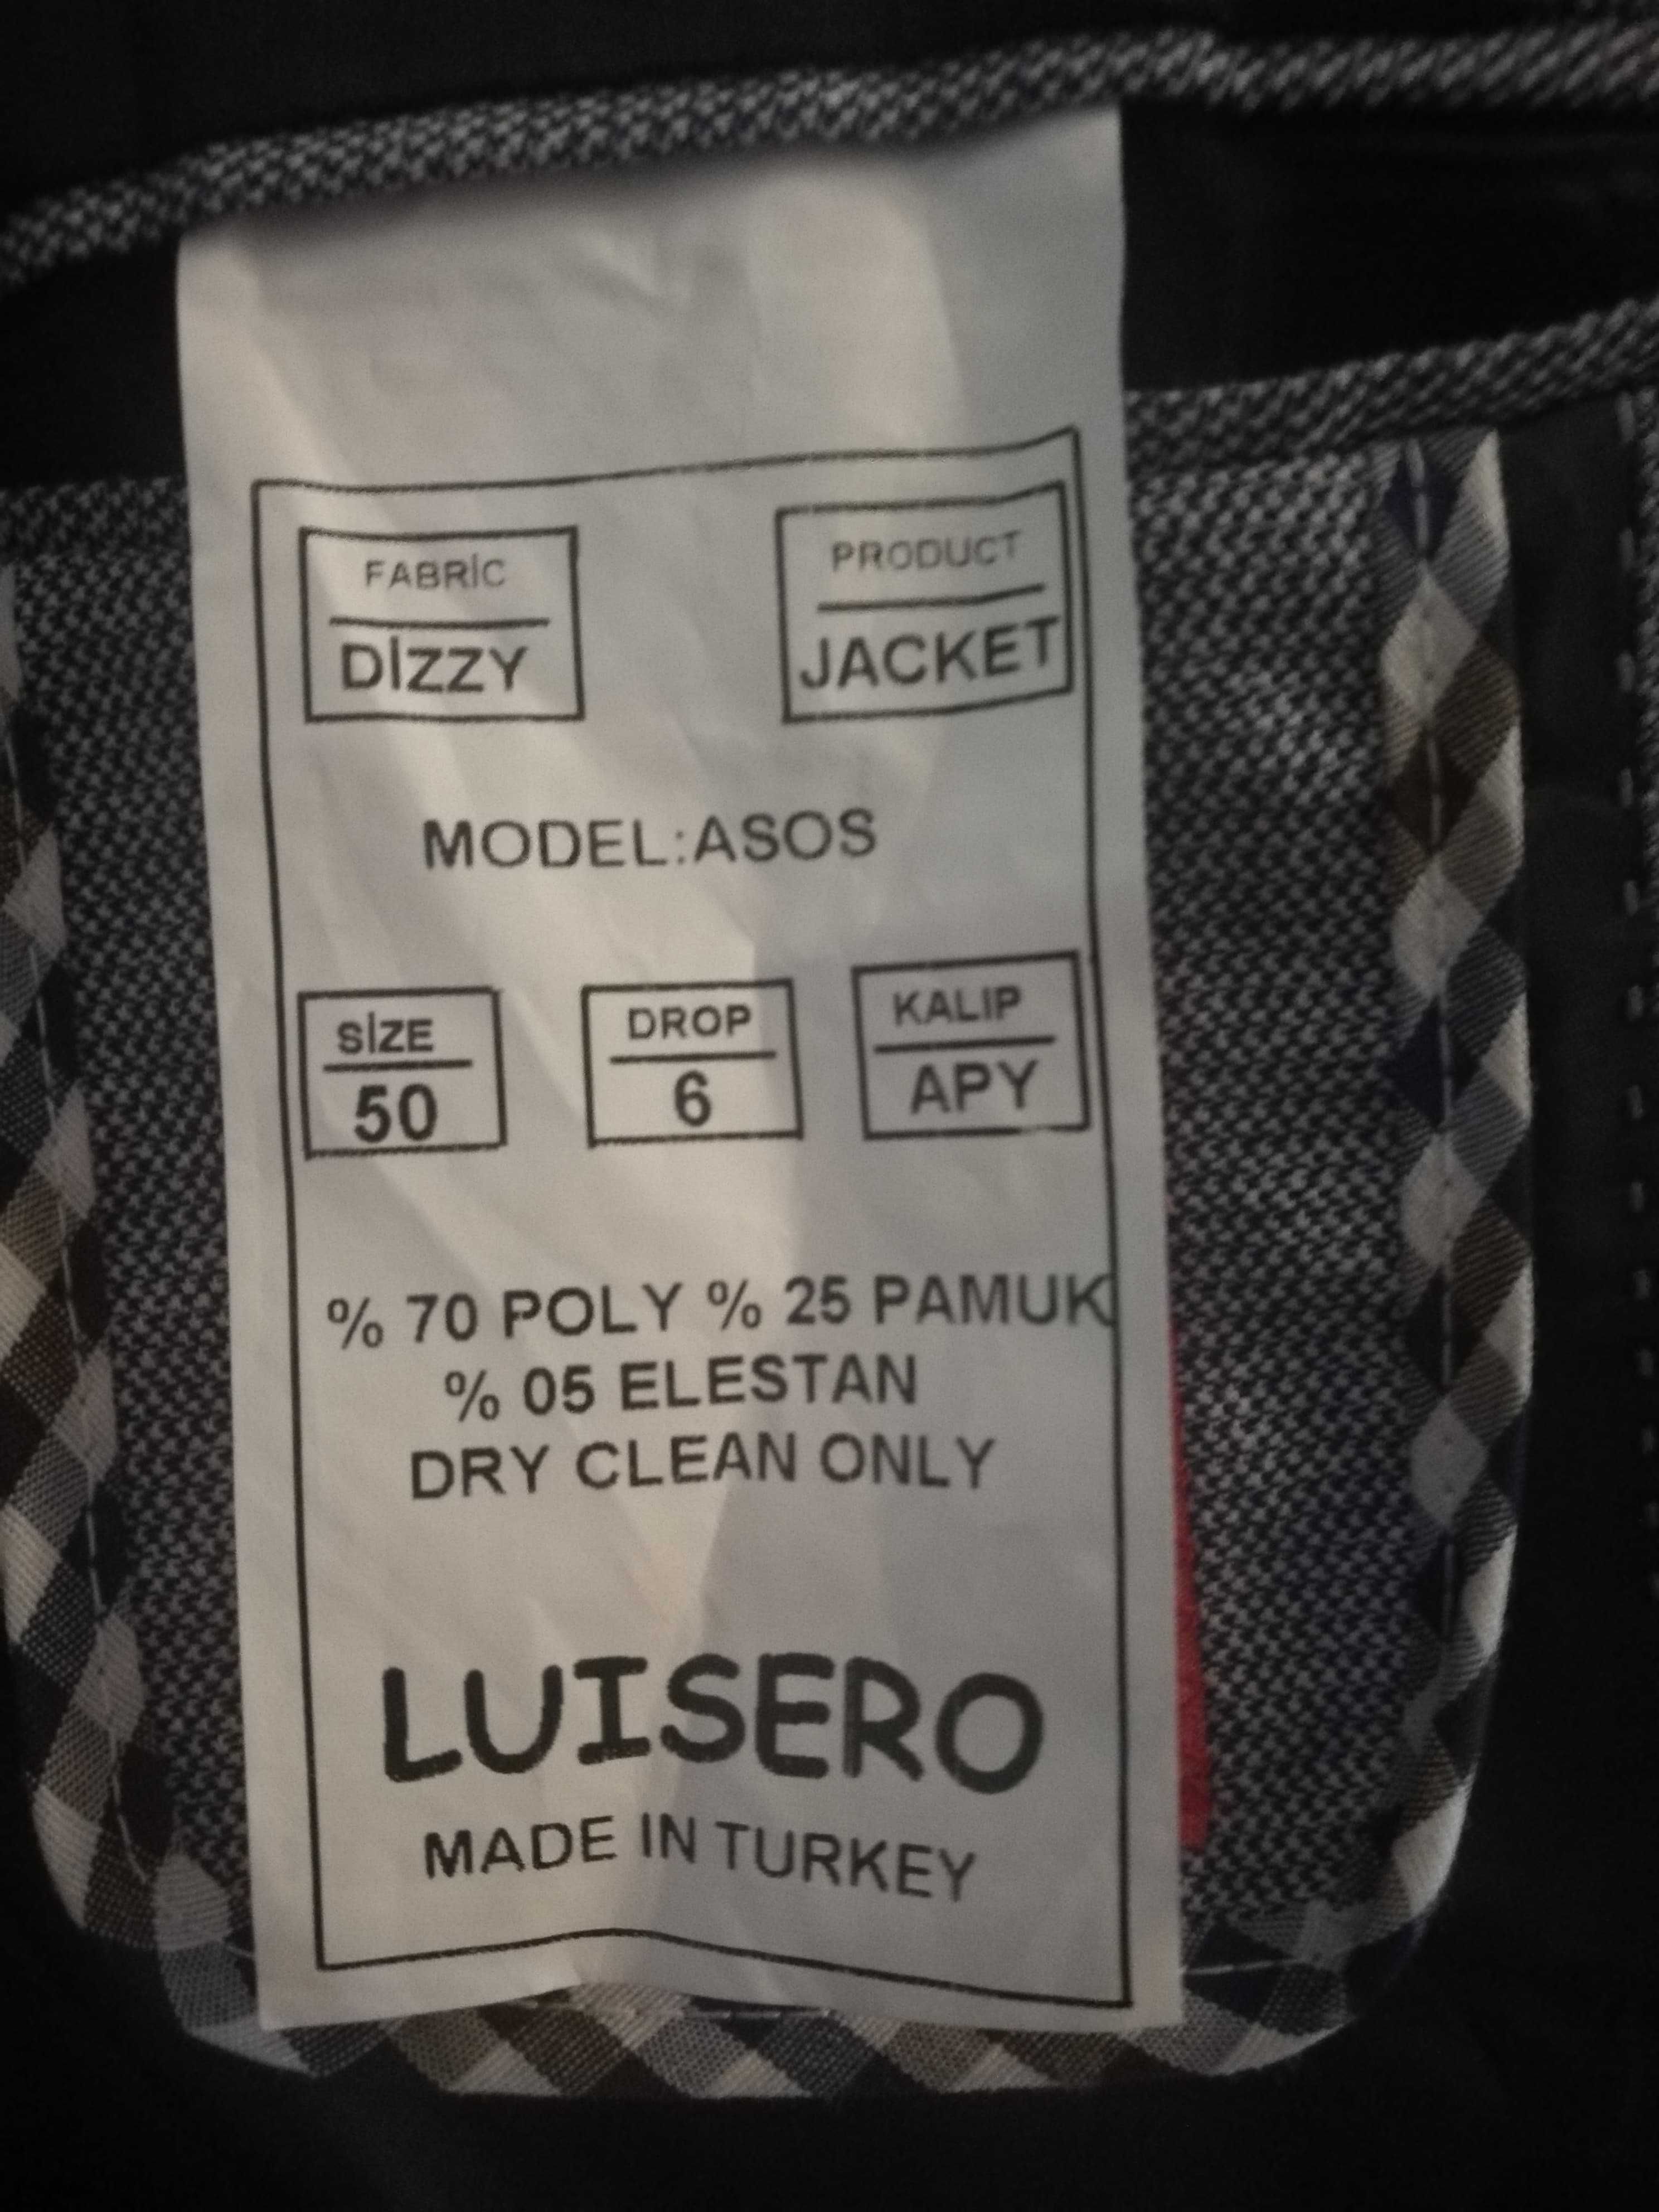 FABRİC
DİZZY
PRODUCT
JACKET
MODEL:ASOS
SİZE
50
DROP
6
KALIP
APY
% 70 POLY % 25 PAMUK
% 05 ELESTAN
DRY CLEAN ONLY
LUISERO
MADE IN TURKEY